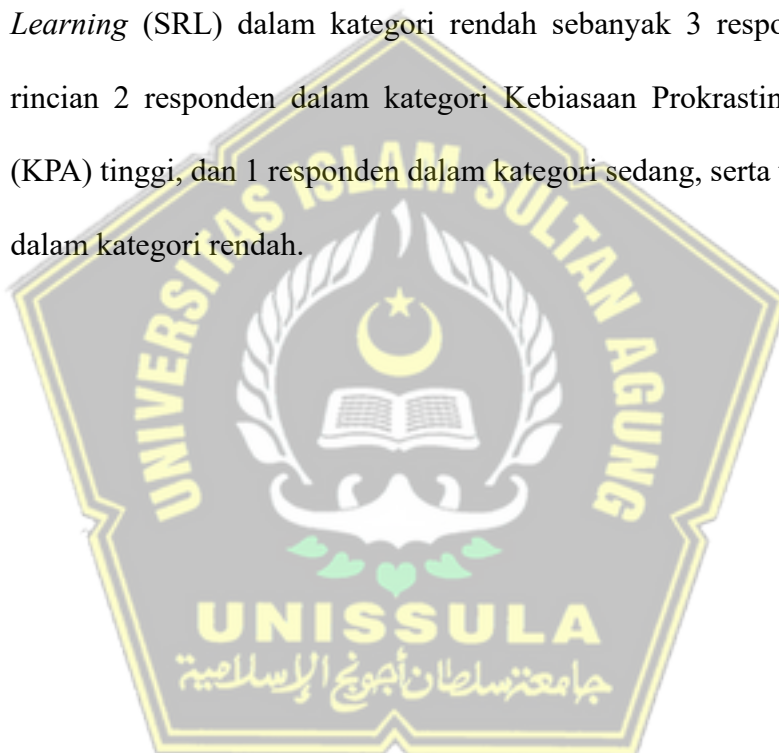 Learning (SRL) dalam kategori rendah sebanyak 3
rincian 2 responden dalam kategori Kebiasaan
(KPA) tinggi, dan 1 responden dalam kategori sedang, serta
dalam kategori rendah.
UNIVERSITAS ISLAM SULTAN AGUNG
UNISSULA
جامعة سلطان أجونج الإسلامية